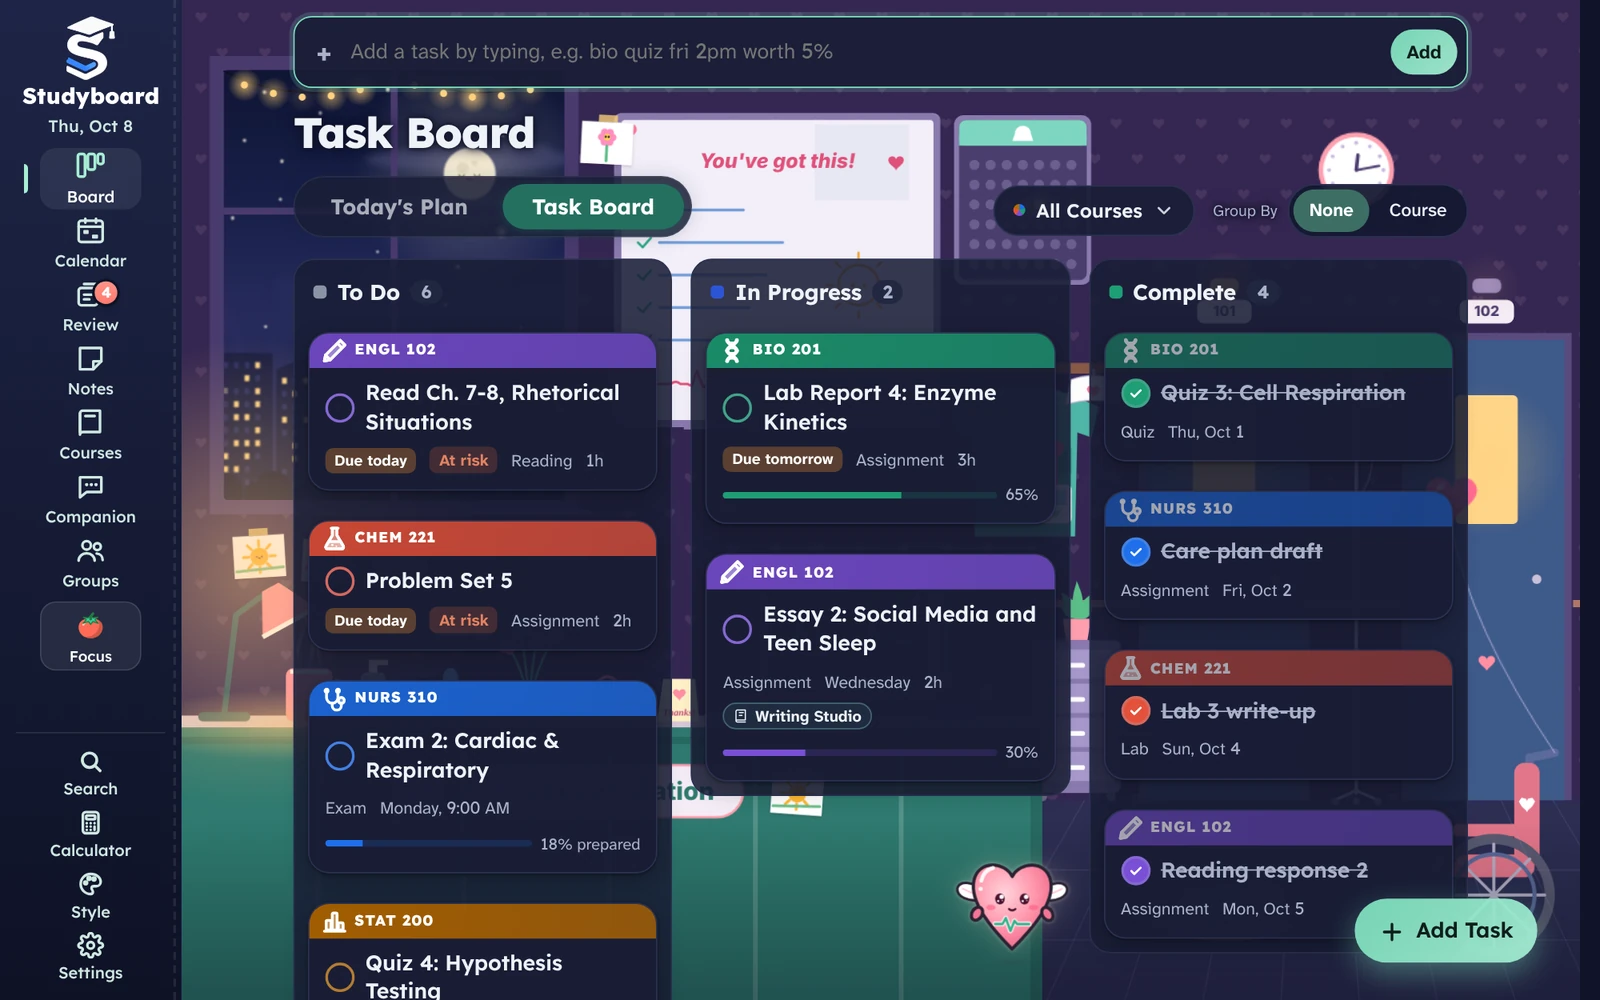 Studyboard
Thu, Oct 8
Board
Calendar
4
Review
Notes
Courses
Companion
Groups
Focus
Search
Calculator
Style
Settings
Add a task by typing, e.g. bio quiz fri 2pm worth 5%
Add
Task Board
You've got this!
Today's Plan
Task Board
All Courses
Group By
None
Course
To Do 6
ENGL 102
Read Ch. 7-8, Rhetorical
Situations
Due today At risk Reading 1h
CHEM 221
Problem Set 5
Due today At risk Assignment 2h
NURS 310
Exam 2: Cardiac &
Respiratory
Exam Monday, 9:00 AM
18% prepared
STAT 200
Quiz 4: Hypothesis
Testing
In Progress 2
BIO 201
Lab Report 4: Enzyme
Kinetics
Due tomorrow Assignment 3h
65%
ENGL 102
Essay 2: Social Media and
Teen Sleep
Assignment Wednesday 2h
Writing Studio
30%
Thanks
Complete 4
101
102
BIO 201
Quiz 3: Cell Respiration
Quiz Thu, Oct 1
NURS 310
Care plan draft
Assignment Fri, Oct 2
CHEM 221
Lab 3 write-up
Lab Sun, Oct 4
ENGL 102
Reading response 2
Assignment Mon, Oct 5
Add Task